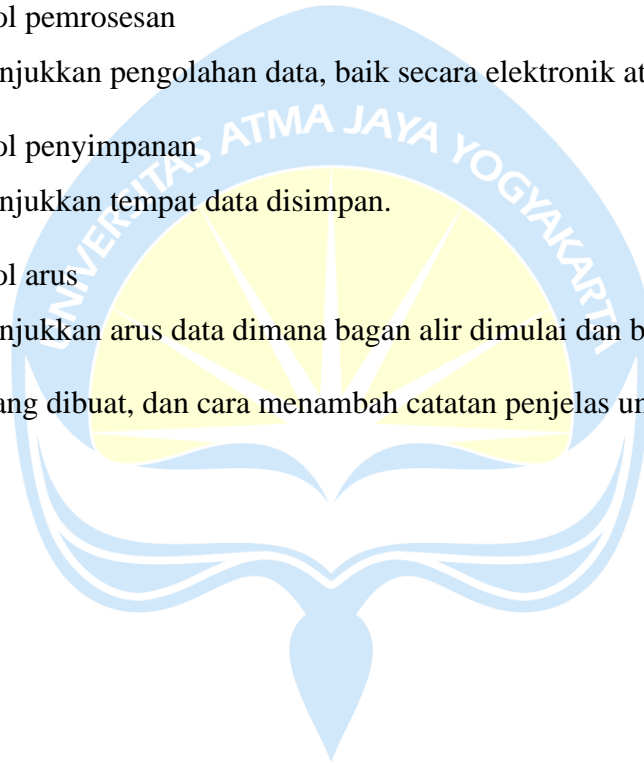 ol pemrosesan
njukkan pengolahan data, baik secara elektronik at
ol penyimpanan
njukkan tempat data disimpan.
ol arus
njukkan arus data dimana bagan alir dimulai dan b
ang dibuat, dan cara menambah catatan penjelas un
UNIVERSITAS ATMA JAYA YOGYAKARTA